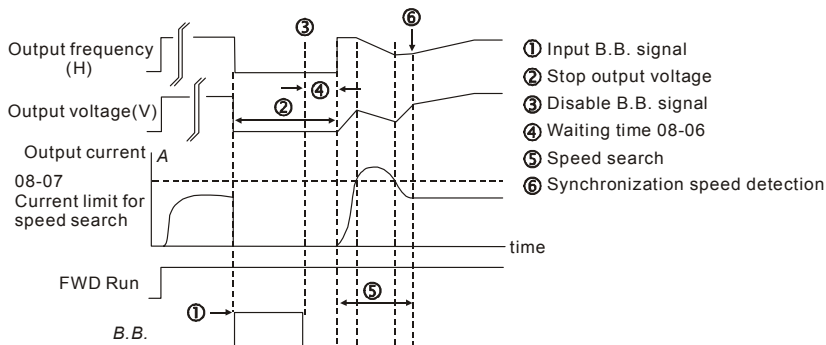 ③
⑥
Output frequency
(H)
① Input B.B. signal
② Stop output voltage
③ Disable B.B. signal
④ Waiting time 08-06
⑤ Speed search
⑥ Synchronization speed detection
④
②
Output voltage(V)
Output current
A
08-07
Current limit for
speed search
time
FWD Run
⑤
①
B.B.